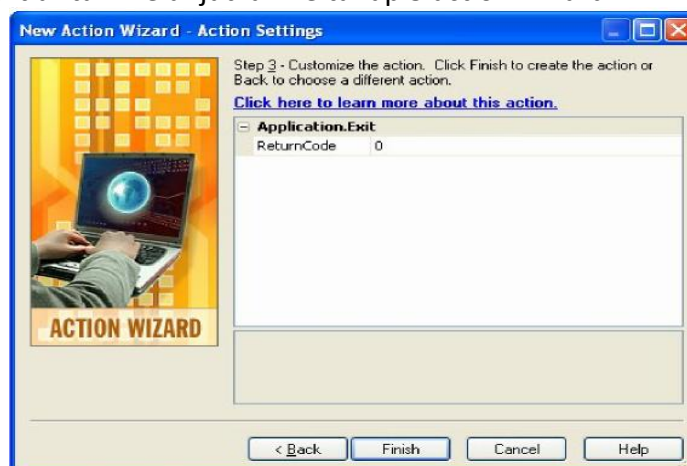 New Action Wizard - Action Settings
Step 3 - Customize the action. Click Finish to create the action or
Back to choose a different action.
Click here to learn more about this action.
Application.Exit
ReturnCode 0
ACTION WIZARD
< Back
Finish
Cancel
Help